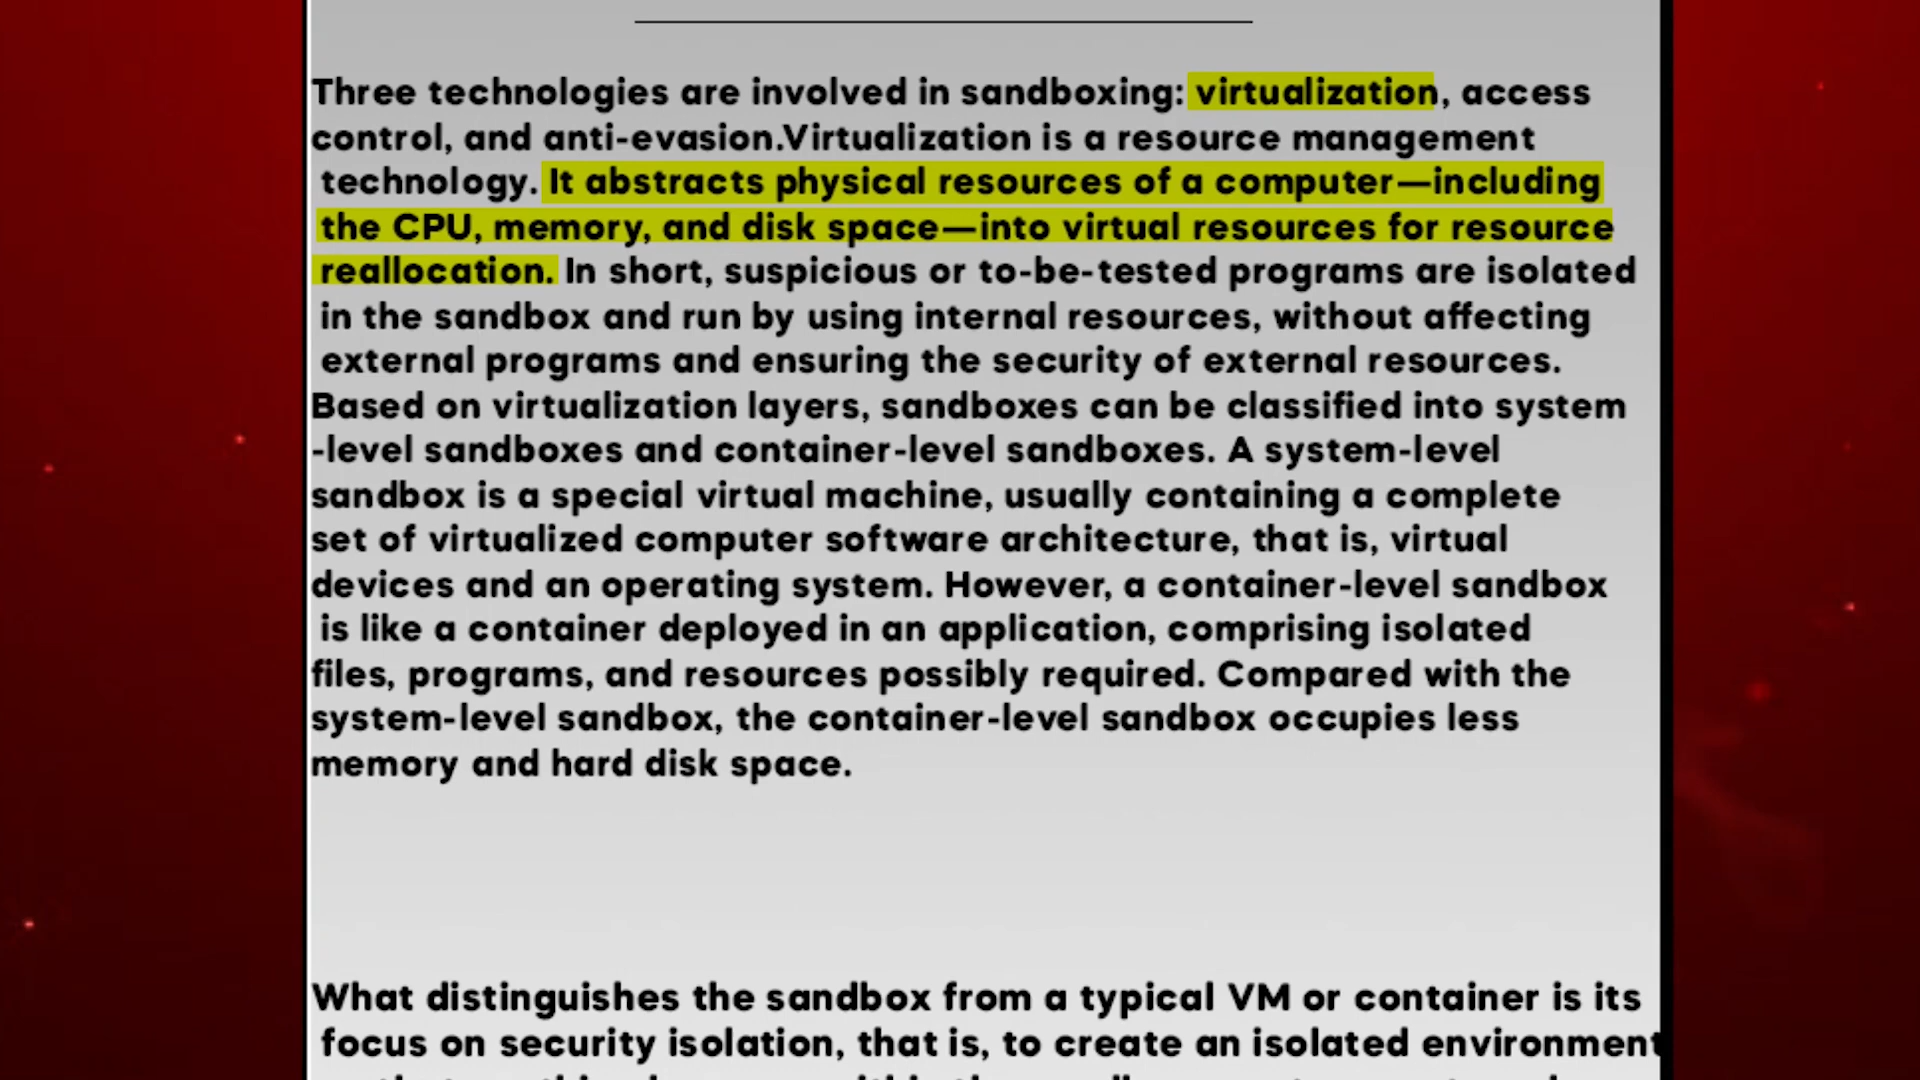 Three technologies are involved in sandboxing: virtualization, access
control, and anti-evasion.Virtualization is a resource management
technology. It abstracts physical resources of a computer—including
the CPU, memory, and disk space—into virtual resources for resource
reallocation. In short, suspicious or to-be-tested programs are isolated
in the sandbox and run by using internal resources, without affecting
external programs and ensuring the security of external resources.
Based on virtualization layers, sandboxes can be classified into system
-level sandboxes and container-level sandboxes. A system-level
sandbox is a special virtual machine, usually containing a complete
set of virtualized computer software architecture, that is, virtual
devices and an operating system. However, a container-level sandbox
is like a container deployed in an application, comprising isolated
files, programs, and resources possibly required. Compared with the
system-level sandbox, the container-level sandbox occupies less
memory and hard disk space.
What distinguishes the sandbox from a typical VM or container is its
focus on security isolation, that is, to create an isolated environment